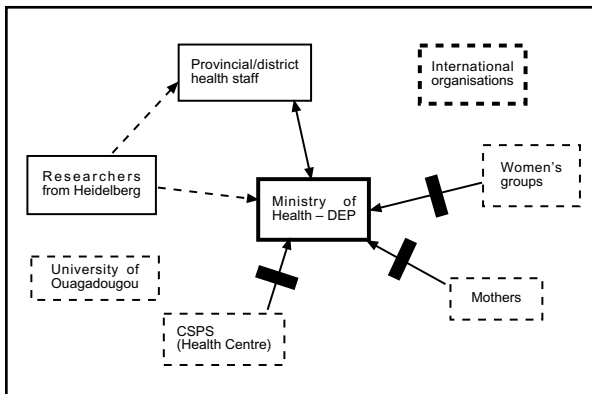 Provincial/district
health staff
International
organisations
Researchers
from Heidelberg
Ministry of
Health – DEP
Women's
groups
University of
Ouagadougou
CSPS
(Health Centre)
Mothers